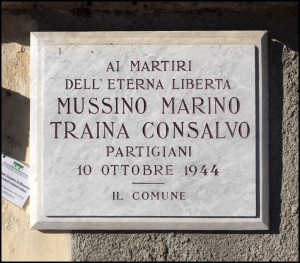 AI MARTIRI
DELL'ETERNA LIBERTA
MUSSINO MARINO
TRAINA CONSALVO
PARTIGIANI
10 OTTOBRE 1944
IL COMUNE